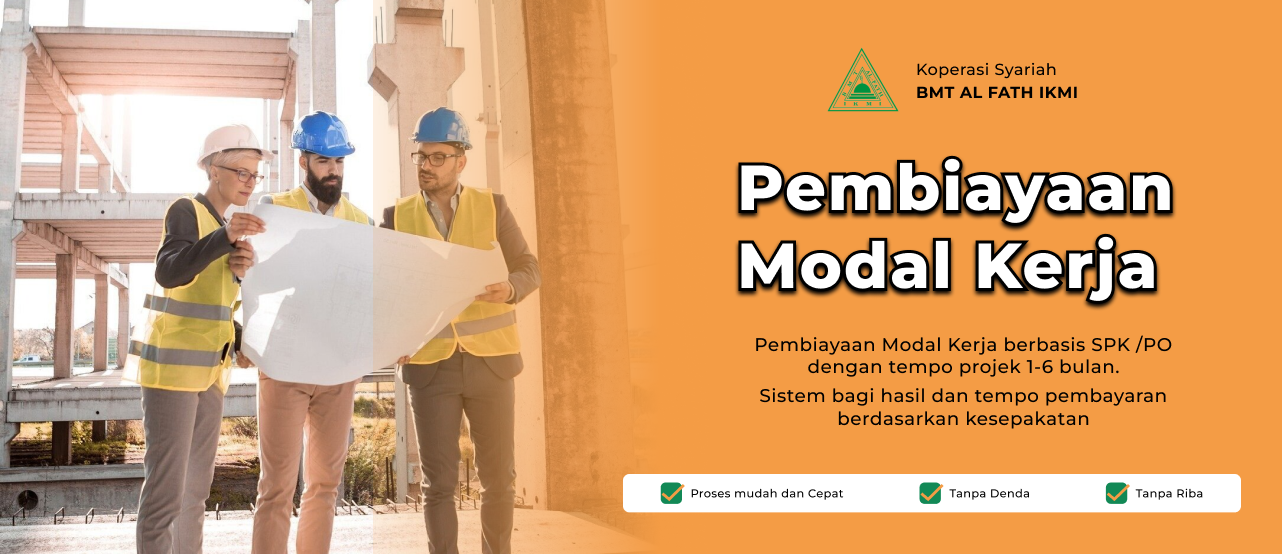 Koperasi Syariah
BMT AL FATH IKMI
I K M I
Pembiayaan
Modal Kerja
Pembiayaan Modal Kerja berbasis SPK /PO
dengan tempo projek 1-6 bulan.
Sistem bagi hasil dan tempo pembayaran
berdasarkan kesepakatan
Proses mudah dan Cepat
Tanpa Denda
Tanpa Riba